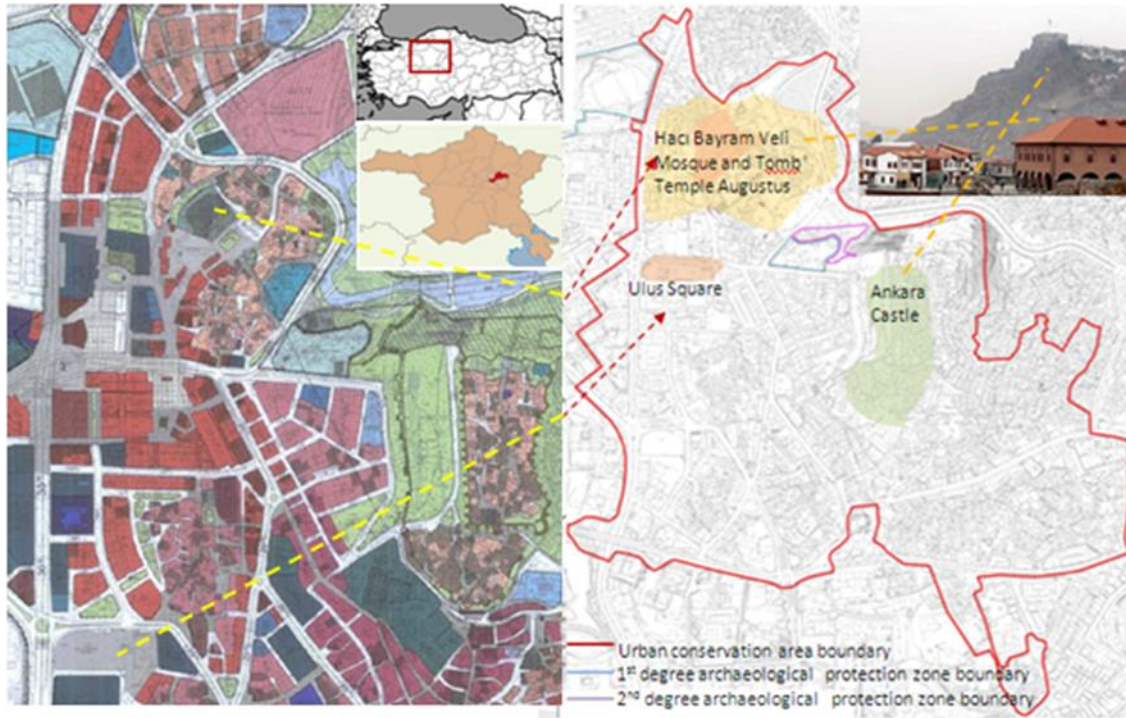 Hacı Bayram Velî
Mosque and Tomb'
Temple Augustus
Ulus Square
Ankara
Castle
Urban conservation area boundary
1st degree archaeological protection zone boundary
2nd degree archaeological protection zone boundary